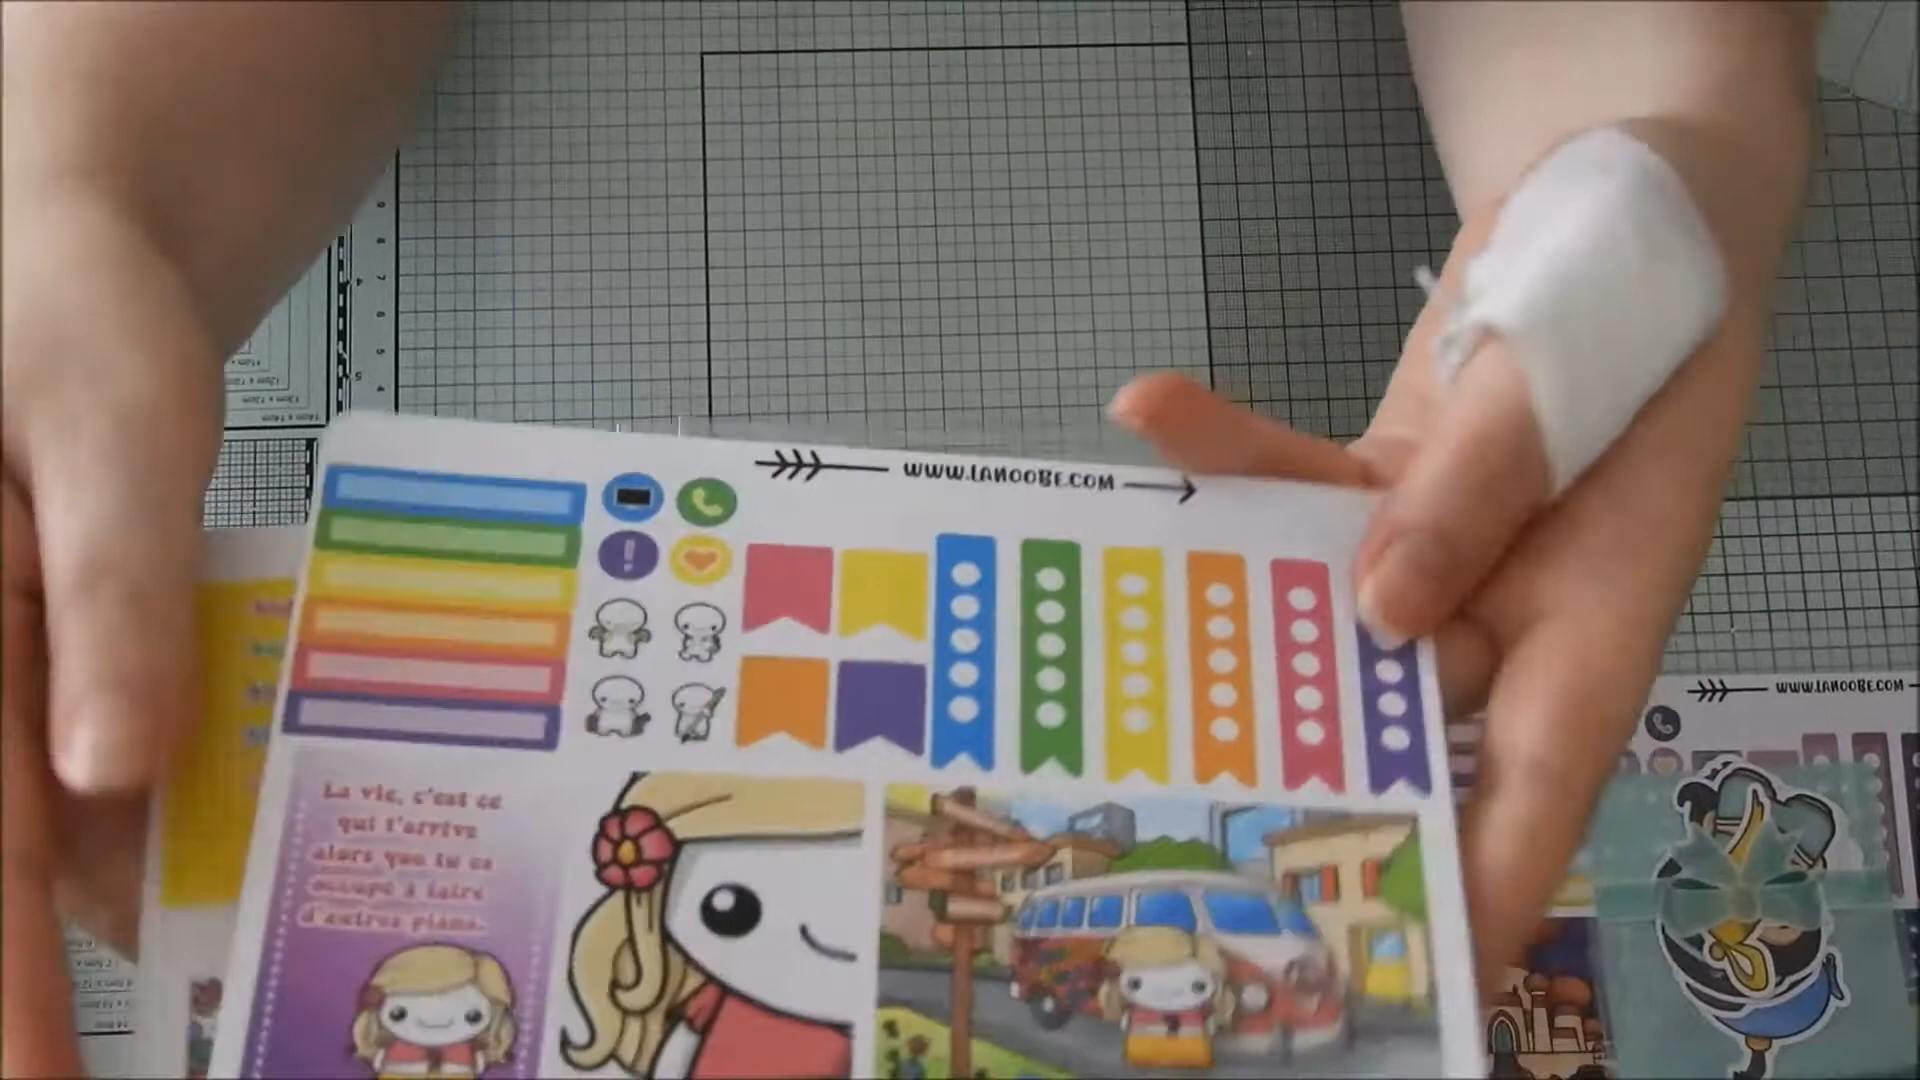 WWW.LANOOBE.COM
La vie, c'est ce
qui t'arrive
alors que tu es
occupé à faire
d'autres plans.
WWW.LANOOBE.COM